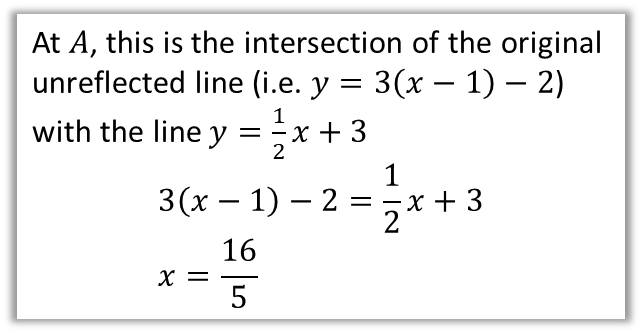 At A, this is the intersection of the original
unreflected line (i.e. y = 3(x − 1) − 2)
with the line y = 1/2 x + 3
3(x − 1) − 2 = 1/2 x + 3
x = 16/5